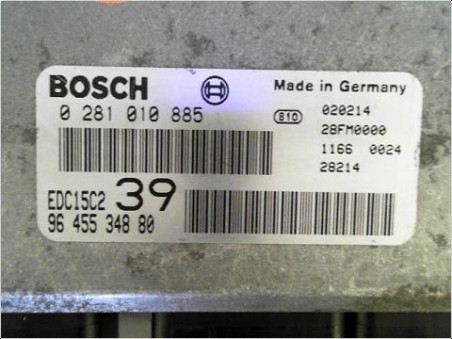 BOSCH
Made in Germany
0 281 010 885
810
020214
28FM0000
1166 0024
28214
EDC15C2 39
96 455 348 80